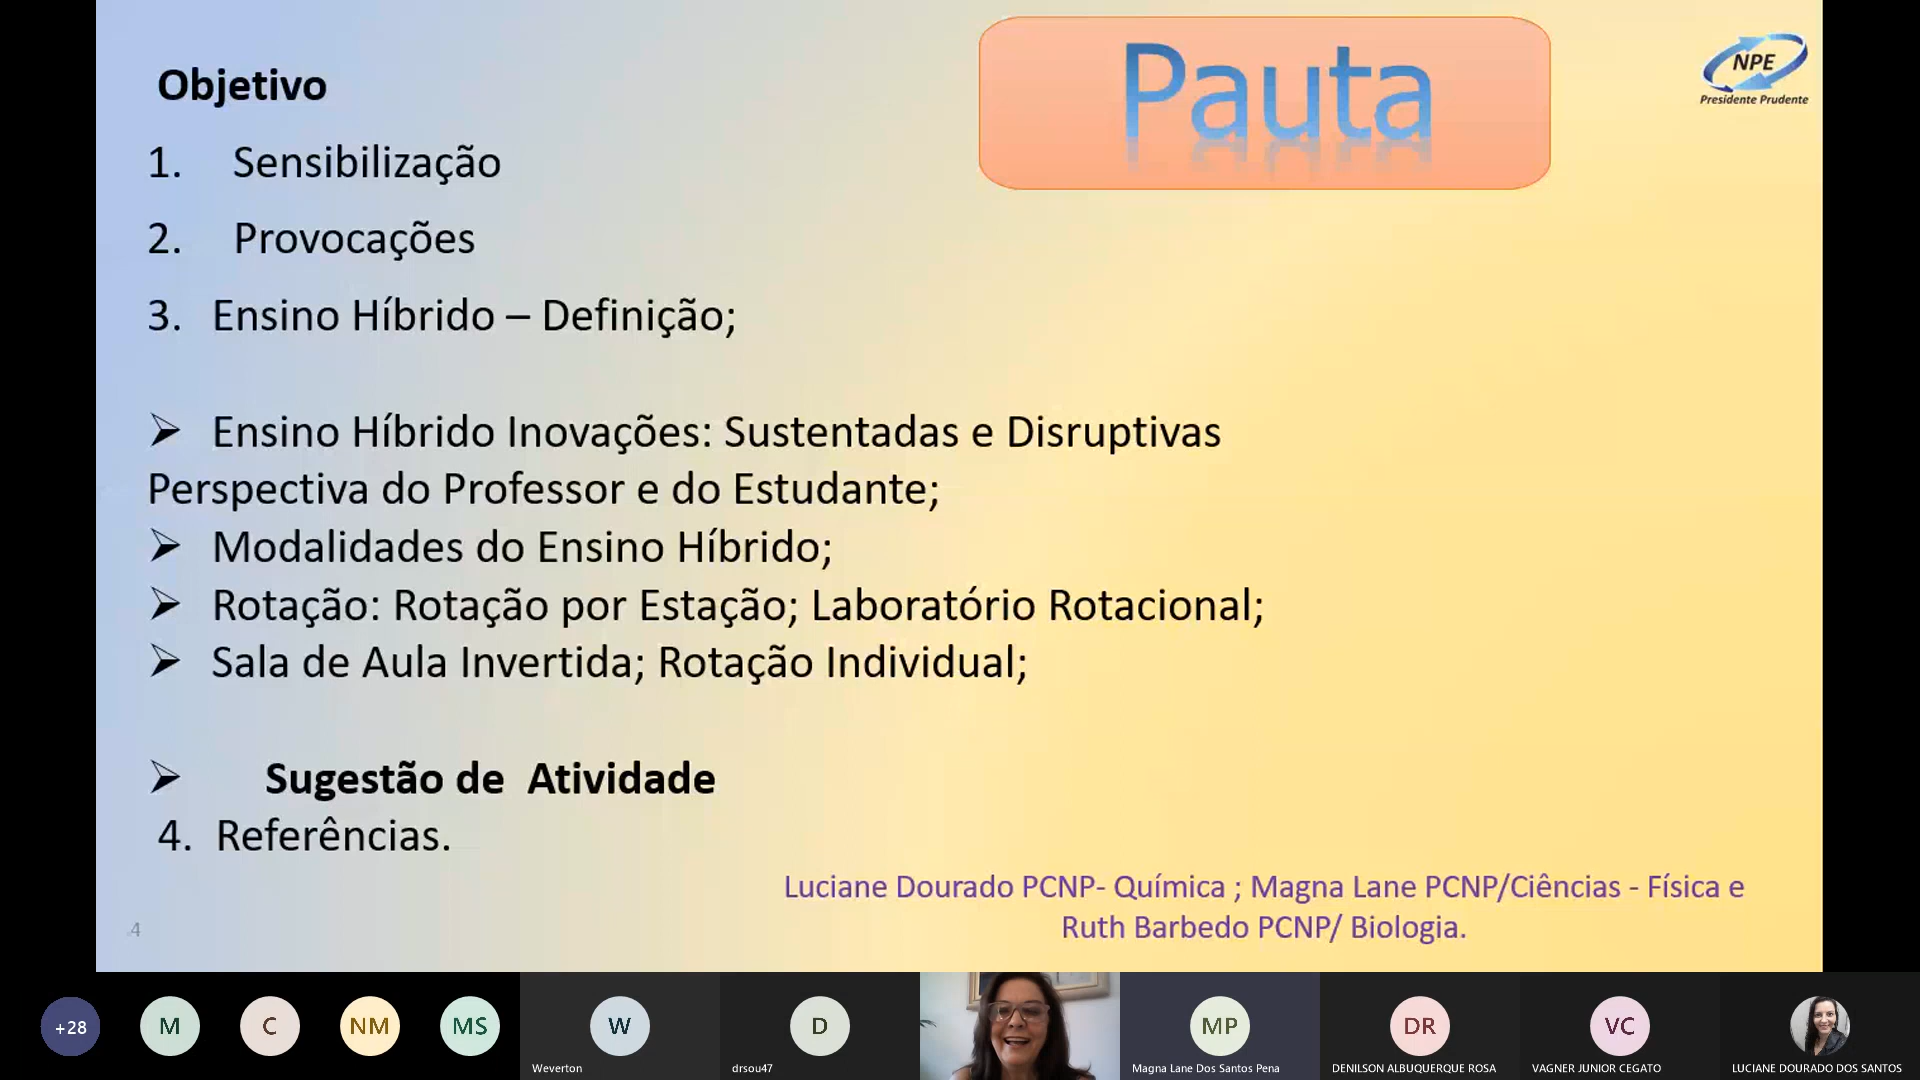 Objetivo
Pauta
NPE
Presidente Prudente
1. Sensibilização
2. Provocações
3. Ensino Híbrido – Definição;
➢ Ensino Híbrido Inovações: Sustentadas e Disruptivas
Perspectiva do Professor e do Estudante;
➢ Modalidades do Ensino Híbrido;
➢ Rotação: Rotação por Estação; Laboratório Rotacional;
➢ Sala de Aula Invertida; Rotação Individual;
➢ Sugestão de Atividade
4. Referências.
Luciane Dourado PCNP- Química ; Magna Lane PCNP/Ciências - Física e
Ruth Barbedo PCNP/ Biologia.
4
+28
M
C
NM
MS
W
Weverton
D
drsou47
MP
Magna Lane Dos Santos Pena
DR
DENILSON ALBUQUERQUE ROSA
VC
VAGNER JUNIOR CEGATO
LUCIANE DOURADO DOS SANTOS